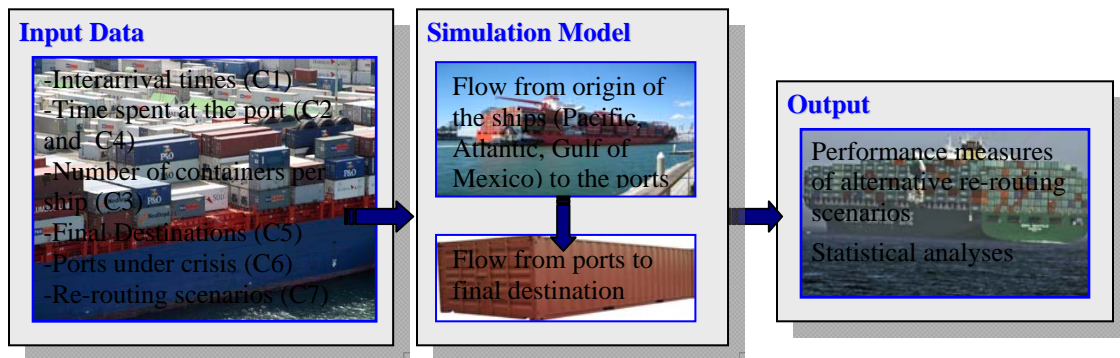 Input Data
-Interarrival times (C1)
-Time spent at the port (C2
and C4)
-Number of containers per
ship (C3)
-Final Destinations (C5)
-Ports under crisis (C6)
-Re-routing scenarios (C7)
Simulation Model
Flow from origin of
the ships (Pacific,
Atlantic, Gulf of
Mexico) to the ports
Flow from ports to
final destination
Output
Performance measures
of alternative re-routing
scenarios
Statistical analyses
P&O
P&O